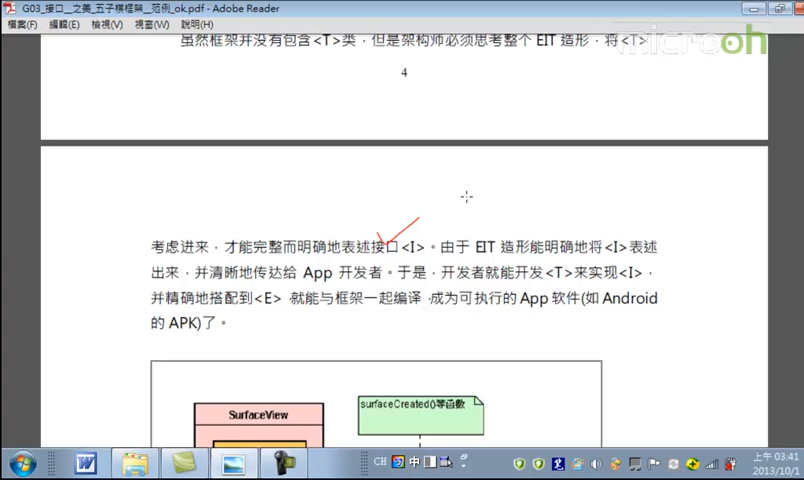 G03_接口__之美_五子棋框架__范例_ok.pdf - Adobe Reader
檔案(F) 編輯(E) 檢視(V) 視窗(W) 說明(H)
虽然框架并没有包含<T>类，但是架构师必须思考整个 EIT 造形，将<T>
microoh
4
考虑进来，才能完整而明确地表述接口<I>。由于 EIT 造形能明确地将<I>表述
出来，并清晰地传达给 App 开发者。于是，开发者就能开发<T>来实现<I>，
并精确地搭配到<E>，就能与框架一起编译，成为可执行的 App 软件(如 Android
的 APK)了。
SurfaceView
surfaceCreated()等函數
CH 中
上午 03:41
2013/10/1